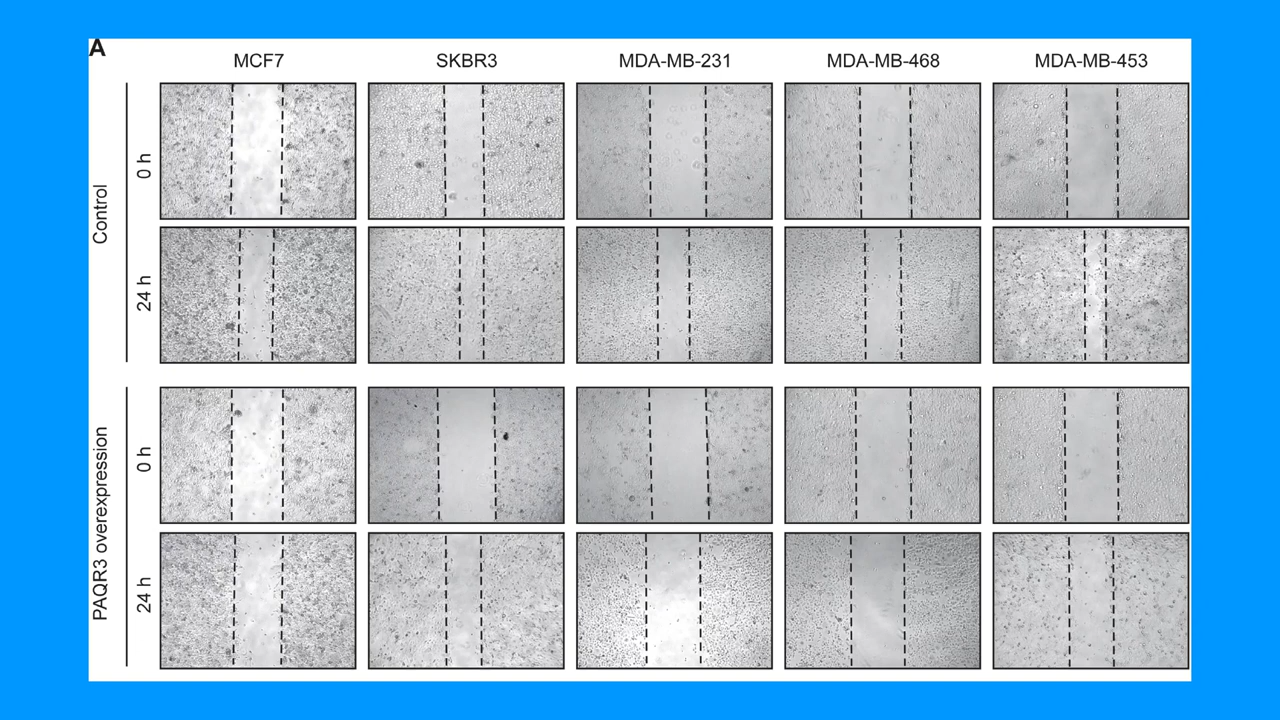 A
MCF7 SKBR3 MDA-MB-231 MDA-MB-468 MDA-MB-453
Control
0 h
24 h
PAQR3 overexpression
0 h
24 h